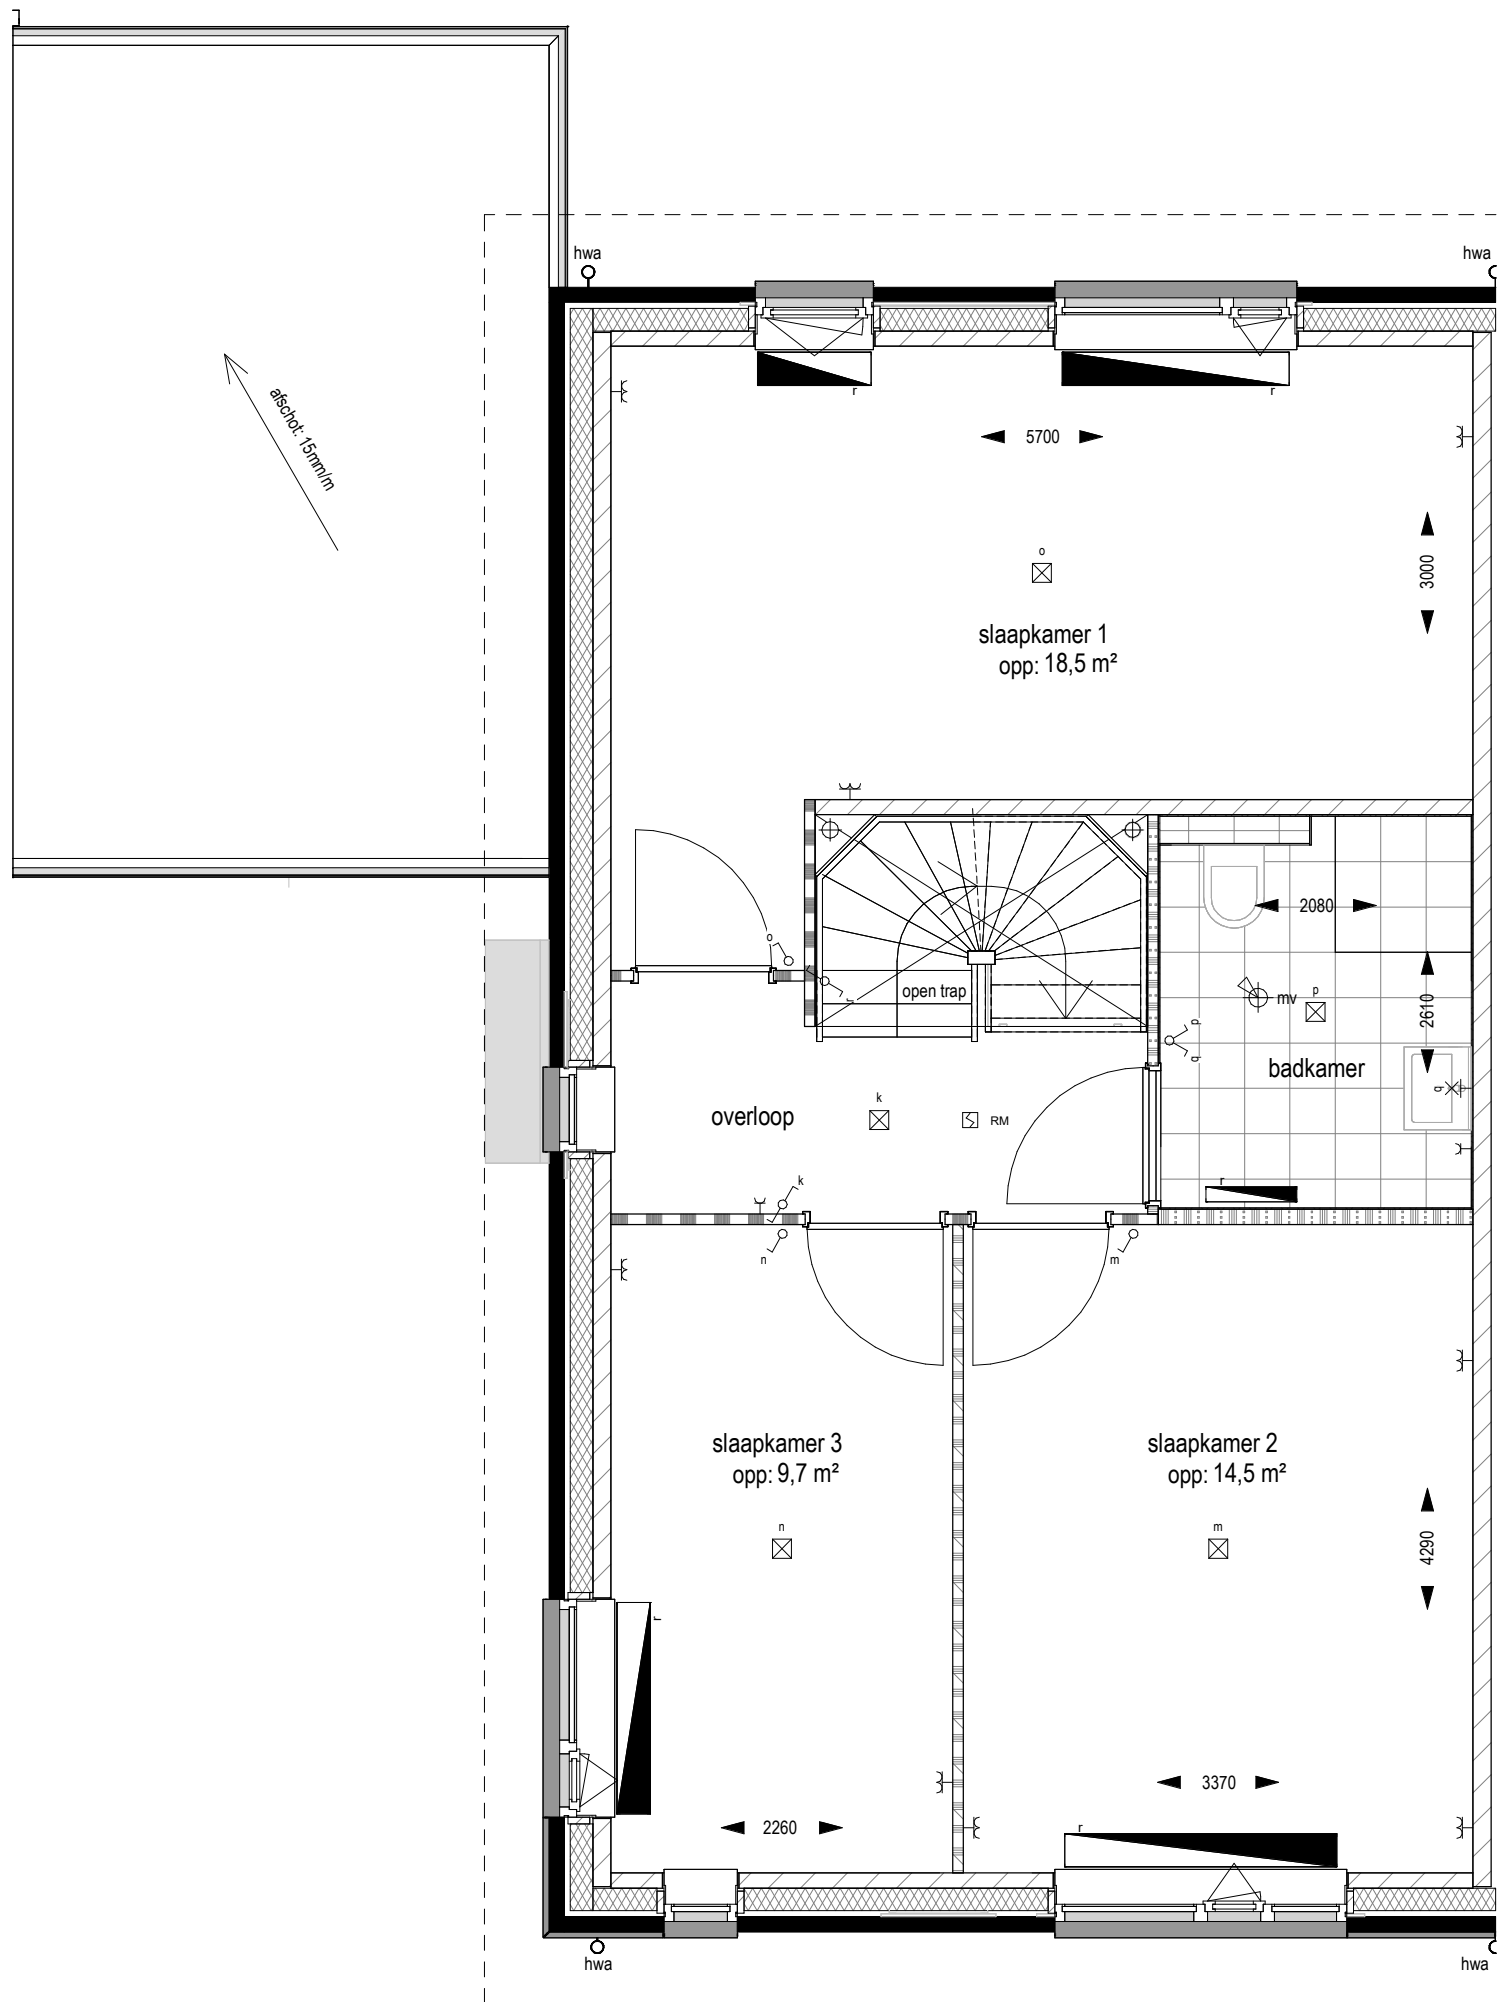 hwa
hwa
r
r
afschot: 15mm/m
5700
3000
o
slaapkamer 1
opp: 18,5 m²
2080
o
r
open trap
mv
p
2610
p
q
badkamer
q
k
overloop
RM
k
r
n
m
slaapkamer 3
opp: 9,7 m²
slaapkamer 2
opp: 14,5 m²
n
m
4290
r
3370
2260
r
hwa
hwa